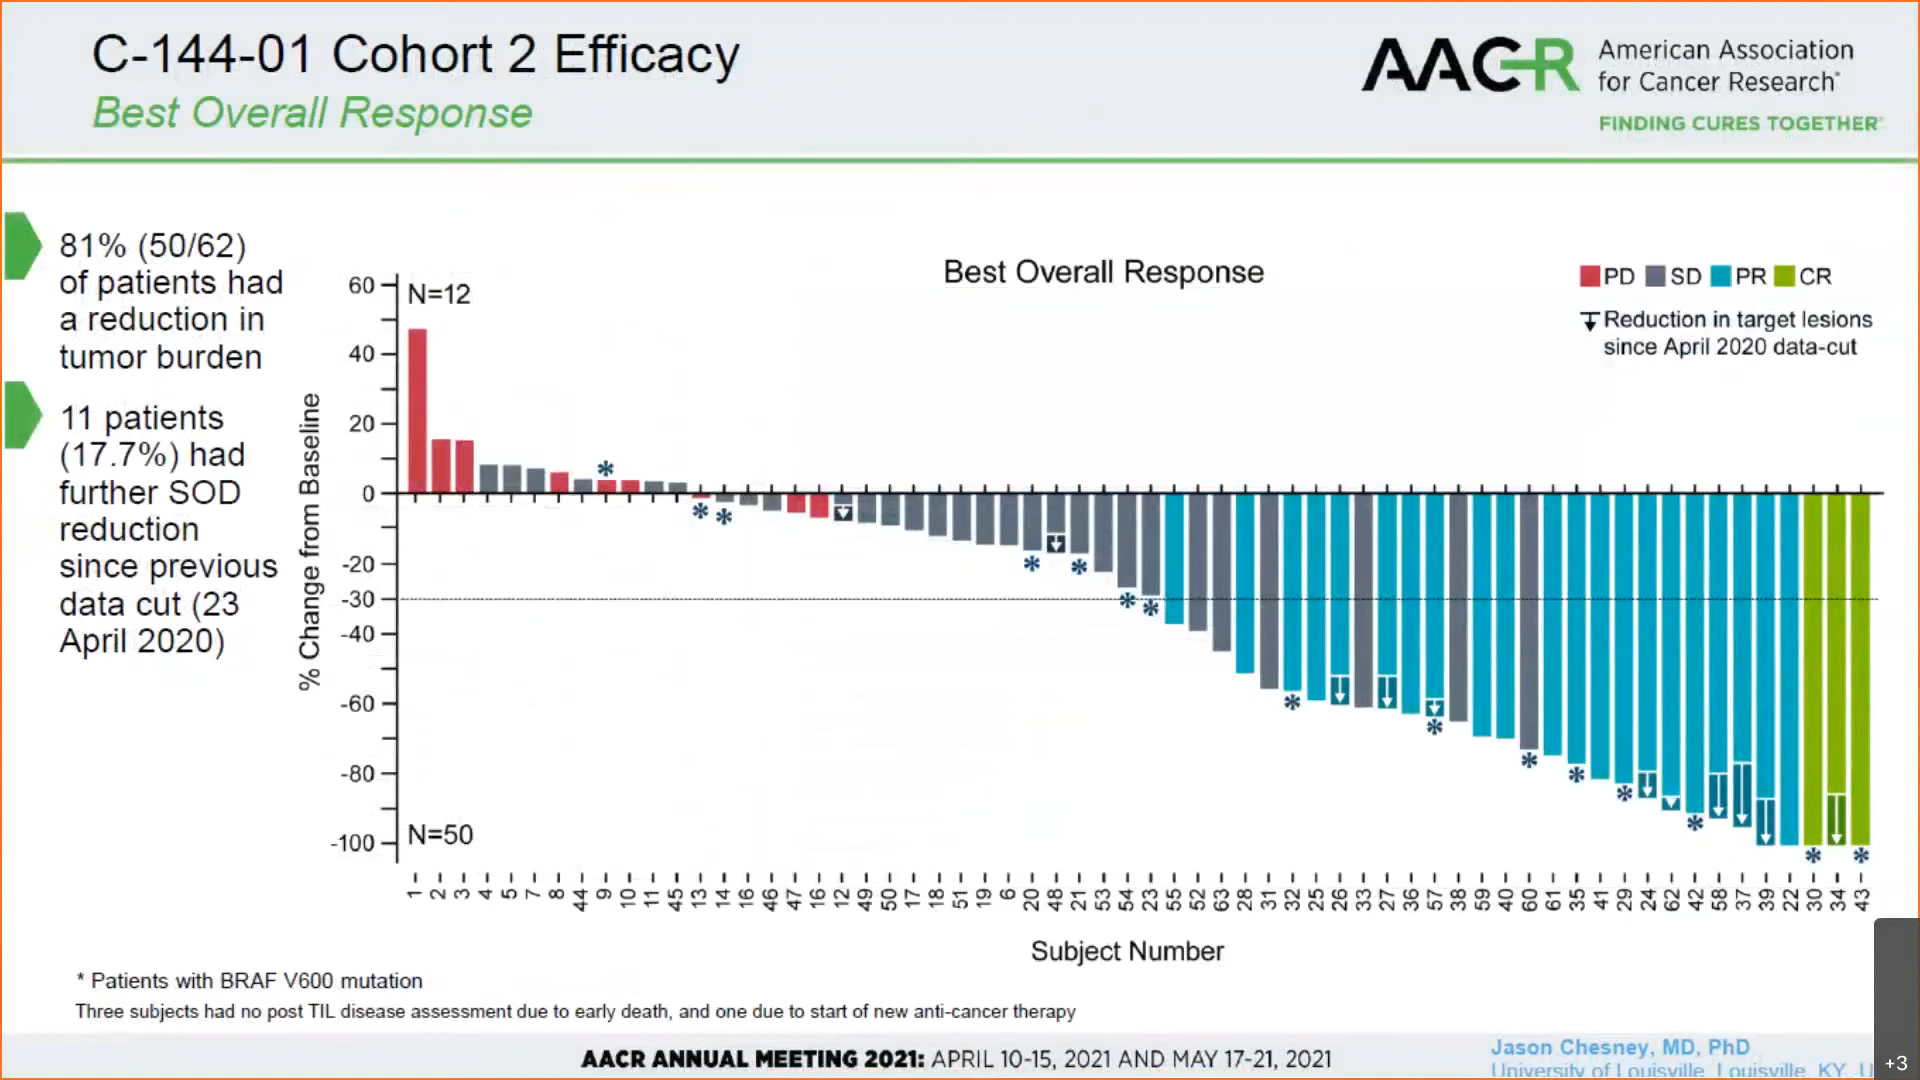 C-144-01 Cohort 2 Efficacy
Best Overall Response
AACR
American Association
for Cancer Research®
FINDING CURES TOGETHER®
81% (50/62)
of patients had
a reduction in
tumor burden
11 patients
(17.7%) had
further SOD
reduction
since previous
data cut (23
April 2020)
Best Overall Response
PD SD PR CR
Reduction in target lesions
since April 2020 data-cut
% Change from Baseline
60
40
20
0
-20
-30
-40
-60
-80
-100
N=12
N=50
* * * * * * * * * * * * * * * *
1 2 3 4 5 7 8 44 9 10 11 45 13 14 16 46 47 16 12 49 50 17 18 51 19 6 20 48 21 53 54 23 55 52 63 28 31 32 25 26 33 27 36 57 38 59 40 60 61 35 41 29 24 62 42 58 37 39 22 30 34 43
Subject Number
* Patients with BRAF V600 mutation
Three subjects had no post TIL disease assessment due to early death, and one due to start of new anti-cancer therapy
AACR ANNUAL MEETING 2021: APRIL 10-15, 2021 AND MAY 17-21, 2021
Jason Chesney, MD, PhD
University of Louisville, Louisville, KY, U
+3